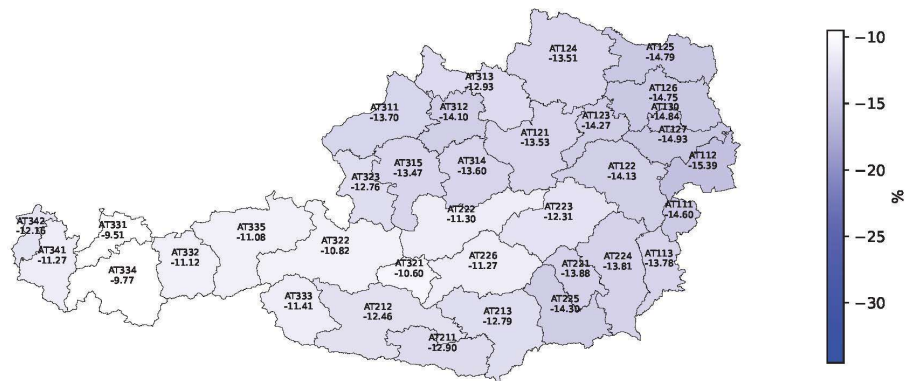 AT124
-13.51
AT125
-14.79
AT313
-12.93
AT126
-14.75
AT311
-13.70
AT312
-14.10
AT130
-14.84
AT123
-14.27
AT127
-14.93
AT121
-13.53
AT112
-15.39
AT315
-13.47
AT314
-13.60
AT122
-14.13
AT323
-12.76
AT111
-14.60
AT222
-11.30
AT223
-12.31
AT342
-12.16
AT331
-9.51
AT335
-11.08
AT322
-10.82
AT341
-11.27
AT332
-11.12
AT334
-9.77
AT321
-10.60
AT226
-11.27
AT221
-13.88
AT224
-13.81
AT113
-13.78
AT333
-11.41
AT212
-12.46
AT213
-12.79
AT225
-14.30
AT211
-12.90
−10
−15
−20
−25
−30
%